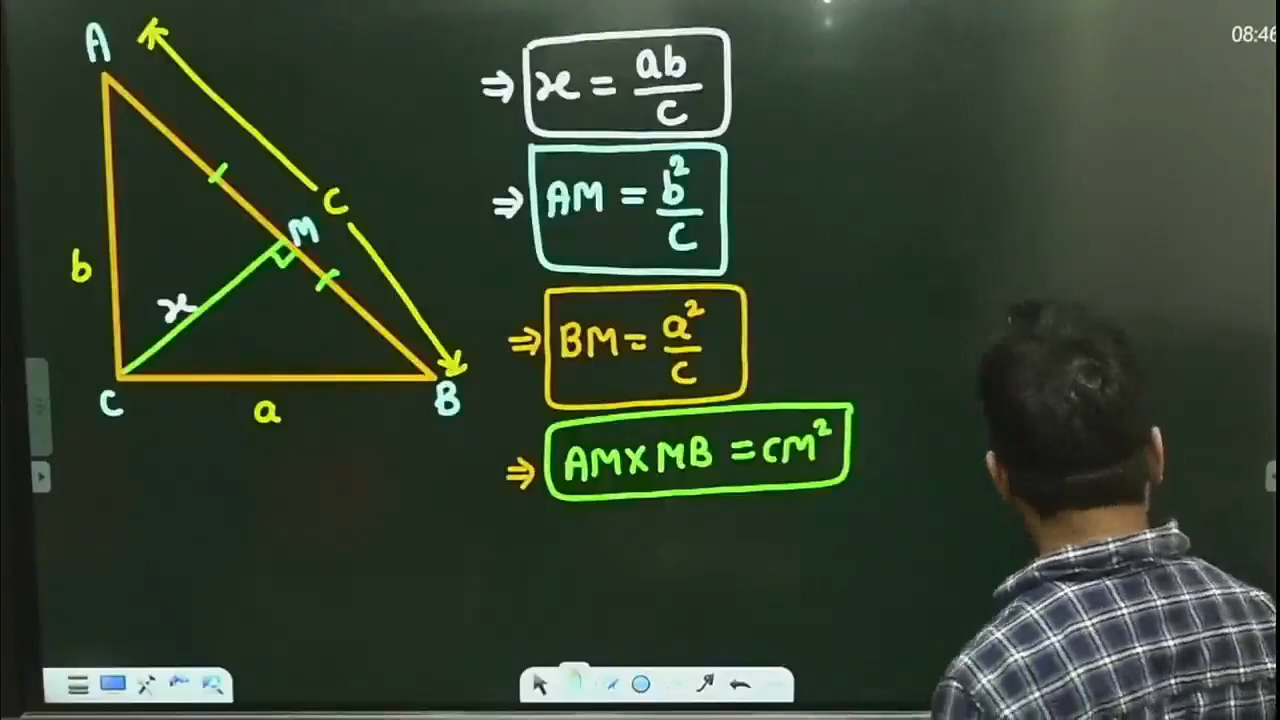 08:46
A
C
M
b
x
C
a
B
⇒ x = ab/c
⇒ AM = b²/c
⇒ BM = a²/c
⇒ AM×MB = CM²